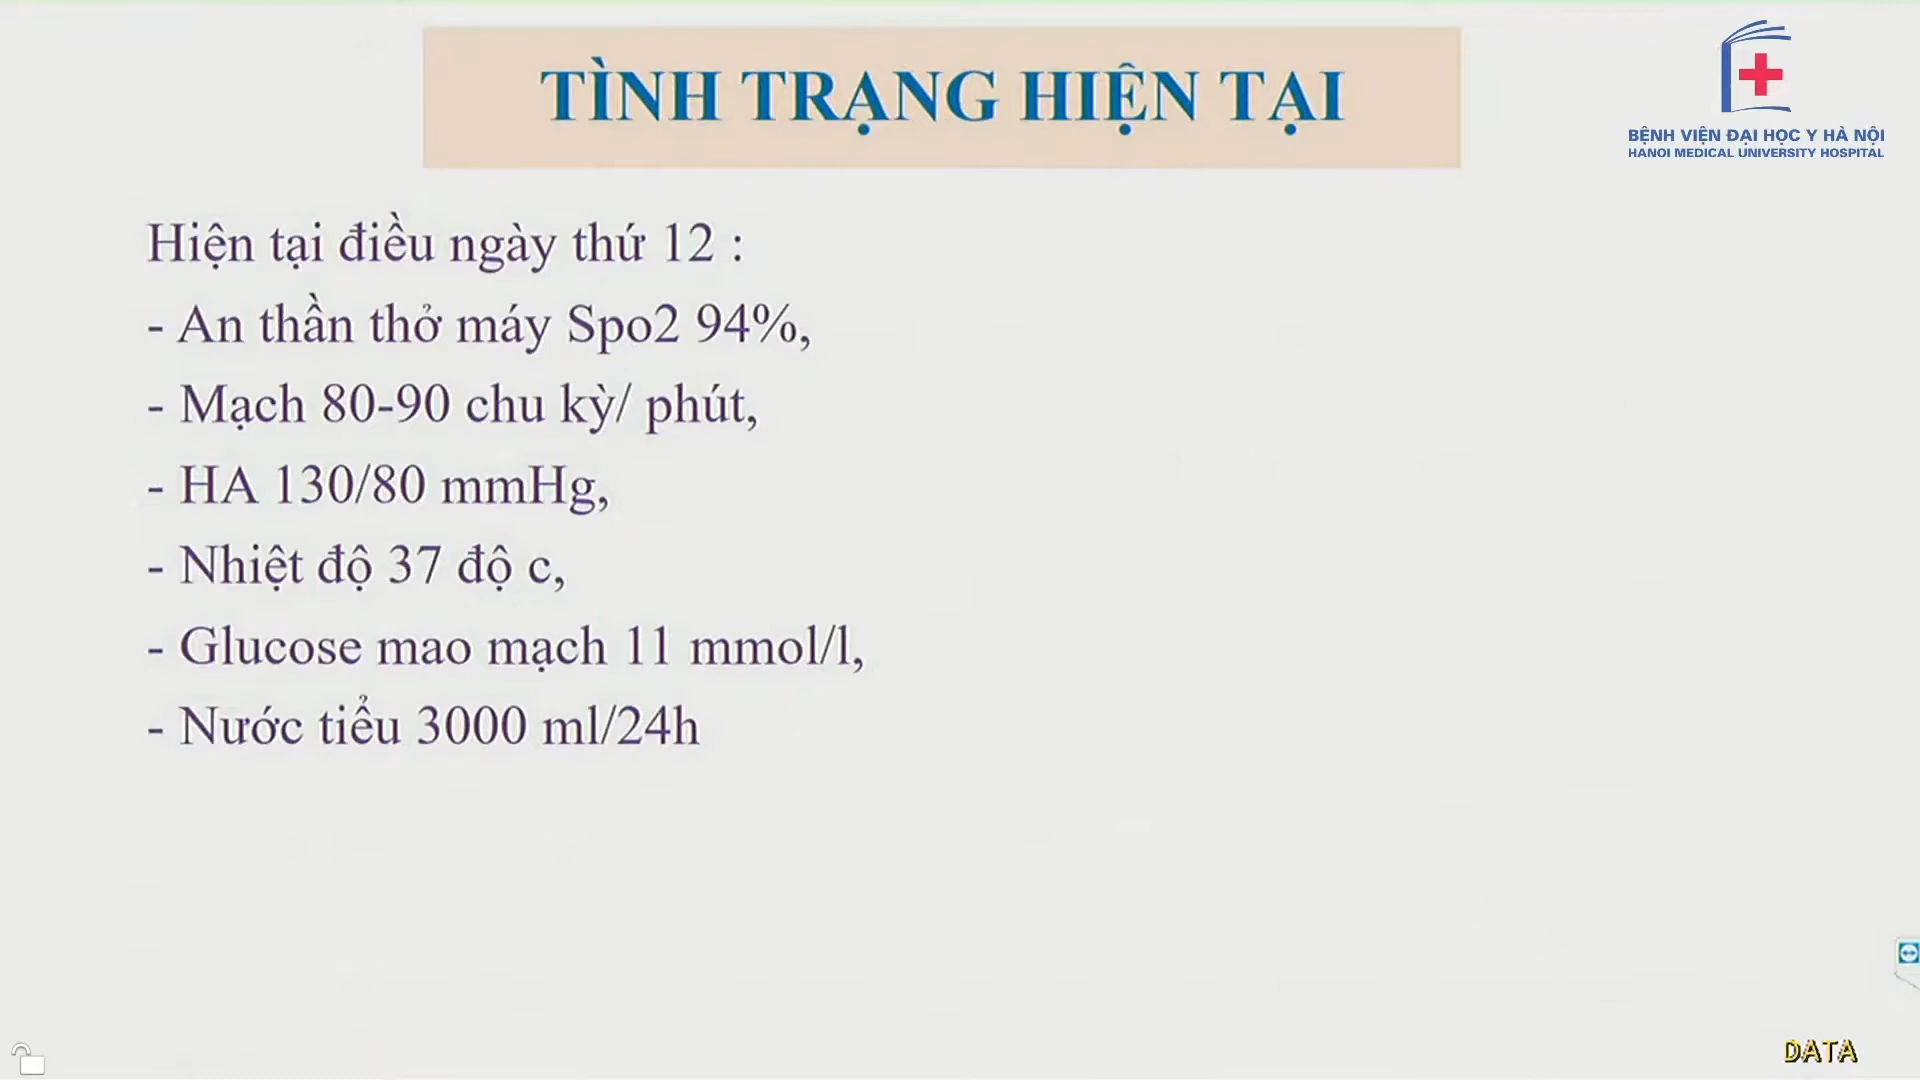 TÌNH TRẠNG HIỆN TẠI
BỆNH VIỆN ĐẠI HỌC Y HÀ NỘI
HANOI MEDICAL UNIVERSITY HOSPITAL
Hiện tại điều ngày thứ 12 :
- An thần thở máy Spo2 94%,
- Mạch 80-90 chu kỳ/ phút,
- HA 130/80 mmHg,
- Nhiệt độ 37 độ c,
- Glucose mao mạch 11 mmol/l,
- Nước tiểu 3000 ml/24h
DATA